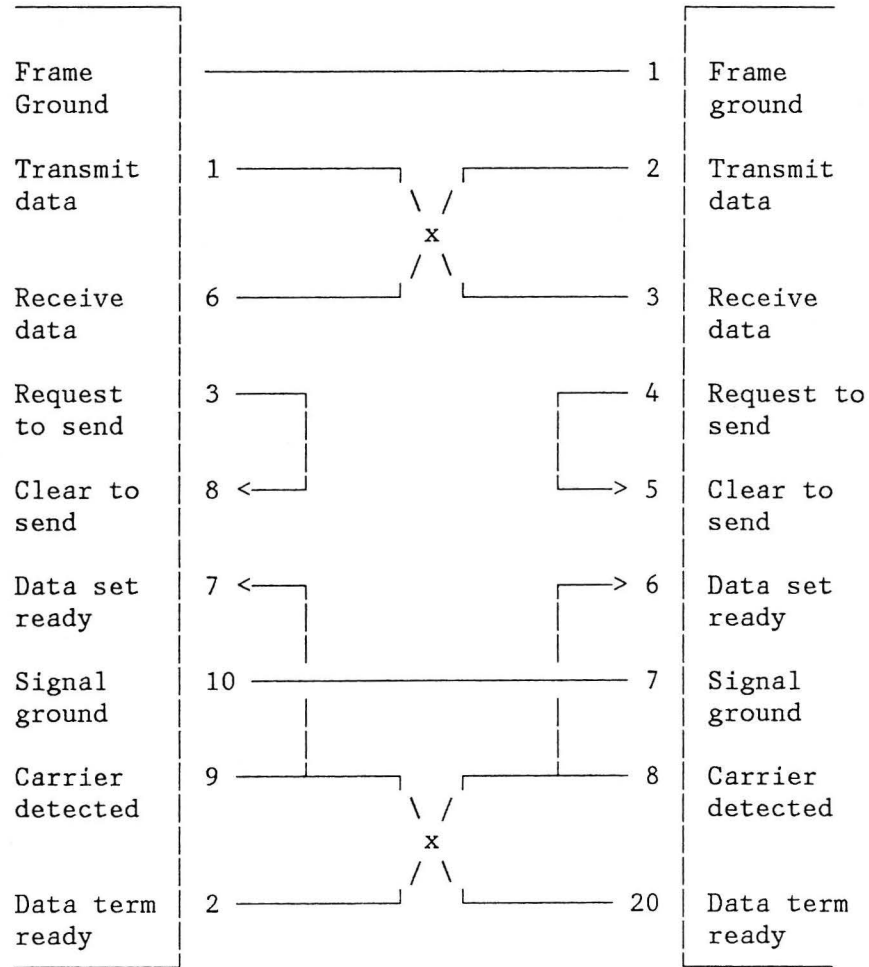 Frame 1 Frame
Ground ground
Transmit 1 2 Transmit
data data
x
Receive 6 3 Receive
data data
Request 3 4 Request to
to send send
Clear to 8 5 Clear to
send send
Data set 7 6 Data set
ready ready
Signal 10 7 Signal
ground ground
Carrier 9 8 Carrier
detected detected
x
Data term 2 20 Data term
ready ready